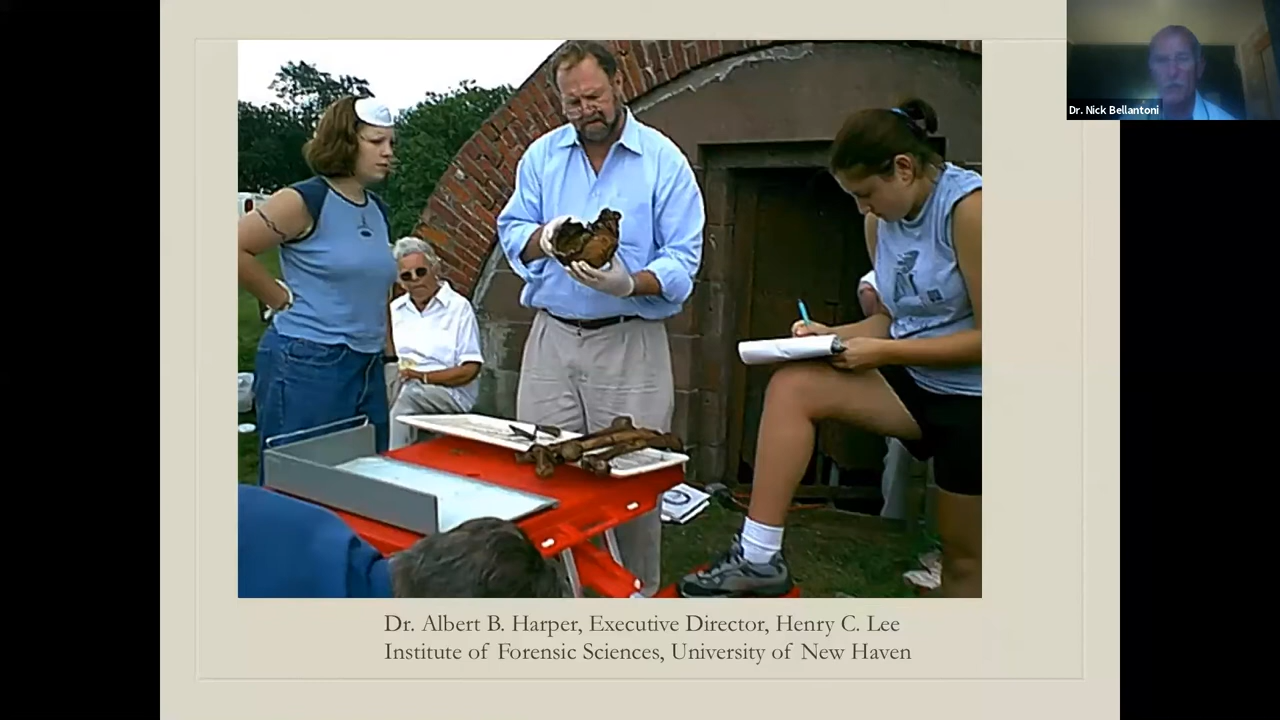 Dr. Nick Bellantoni
Dr. Albert B. Harper, Executive Director, Henry C. Lee
Institute of Forensic Sciences, University of New Haven